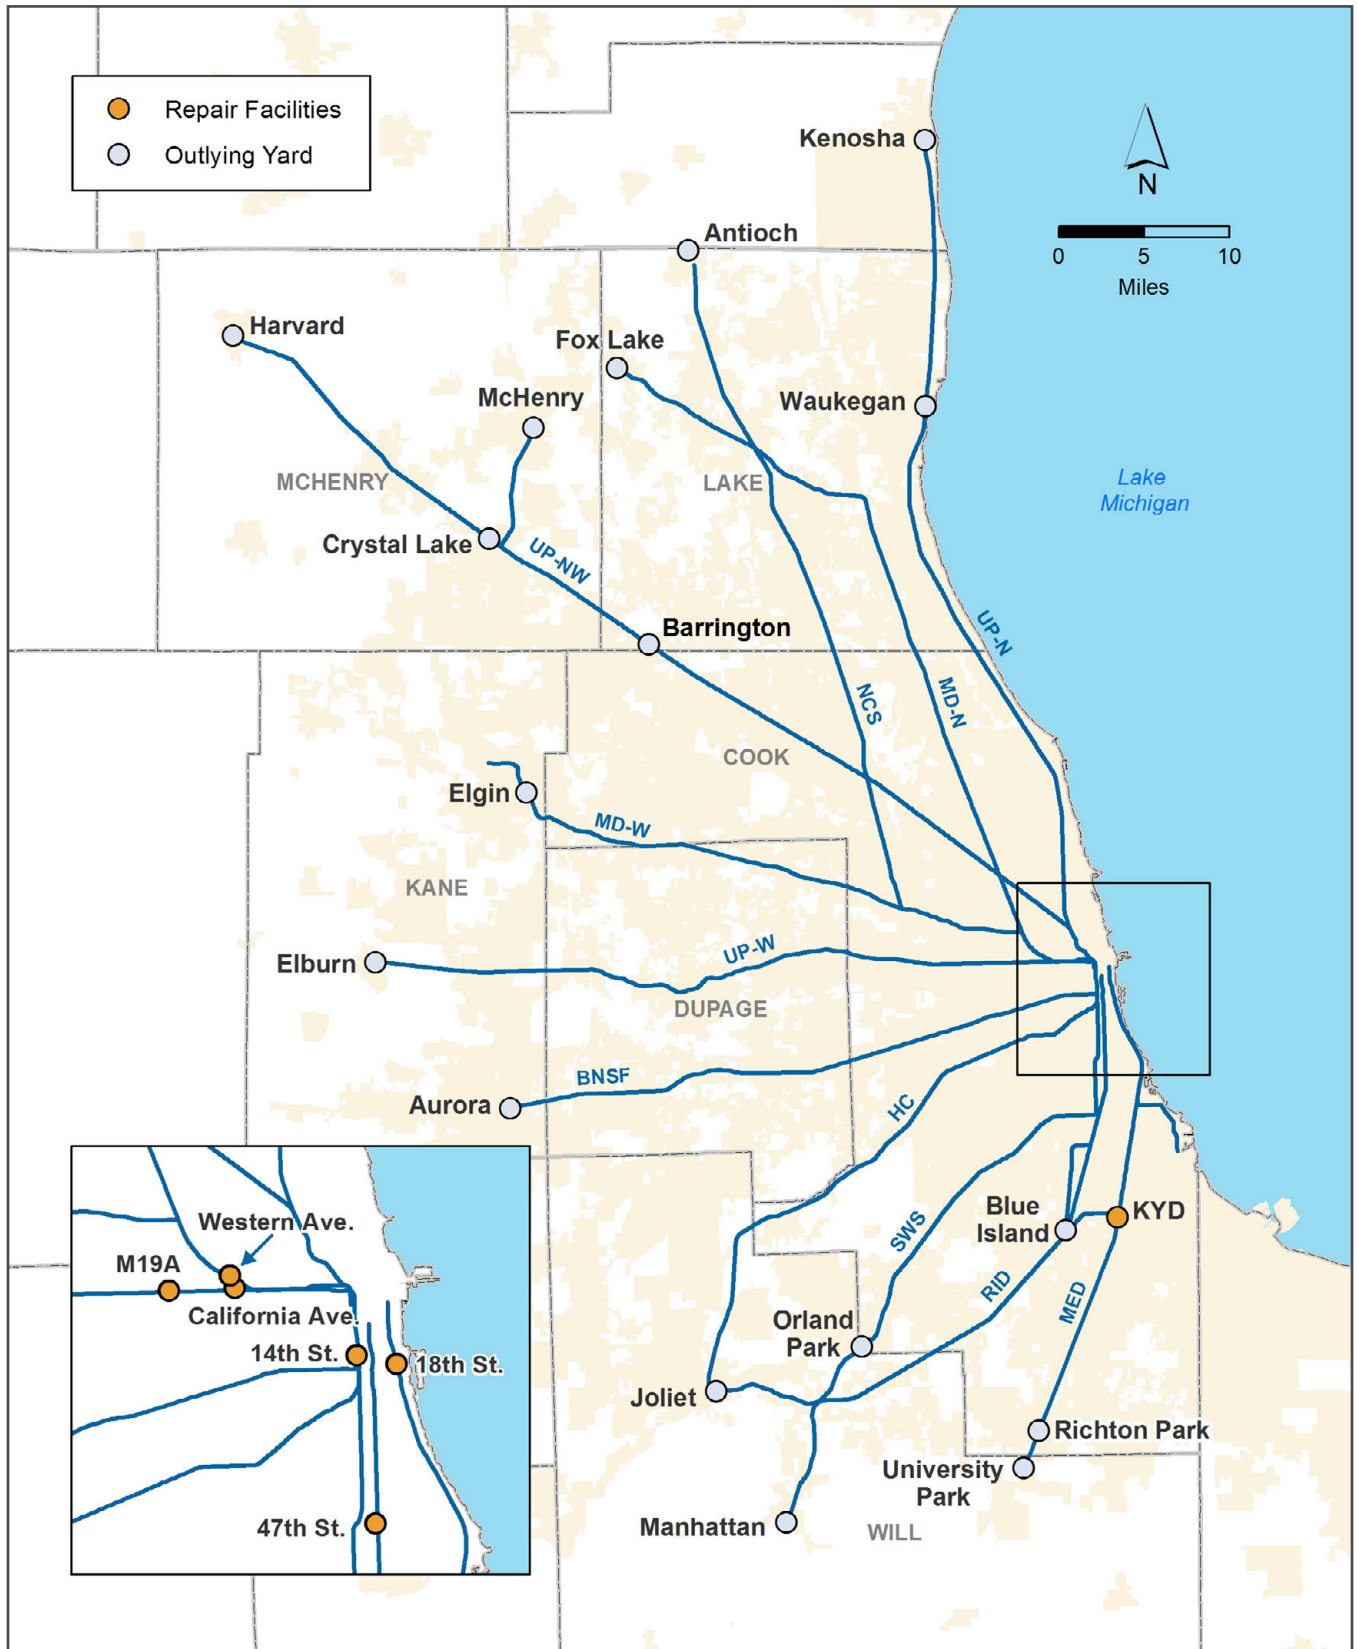 Repair Facilities
Outlying Yard
Kenosha
N
0 5 10
Miles
Antioch
Harvard
Fox Lake
McHenry
Waukegan
MCHENRY
LAKE
Lake
Michigan
Crystal Lake
UP-NW
Barrington
UP-N
NCS
MD-N
COOK
Elgin
MD-W
KANE
Elburn
UP-W
DUPAGE
BNSF
Aurora
HC
SWS
Blue
Island
KYD
RID
MED
Orland
Park
Joliet
Richton Park
University
Park
Manhattan
WILL
Western Ave.
M19A
California Ave.
14th St.
18th St.
47th St.